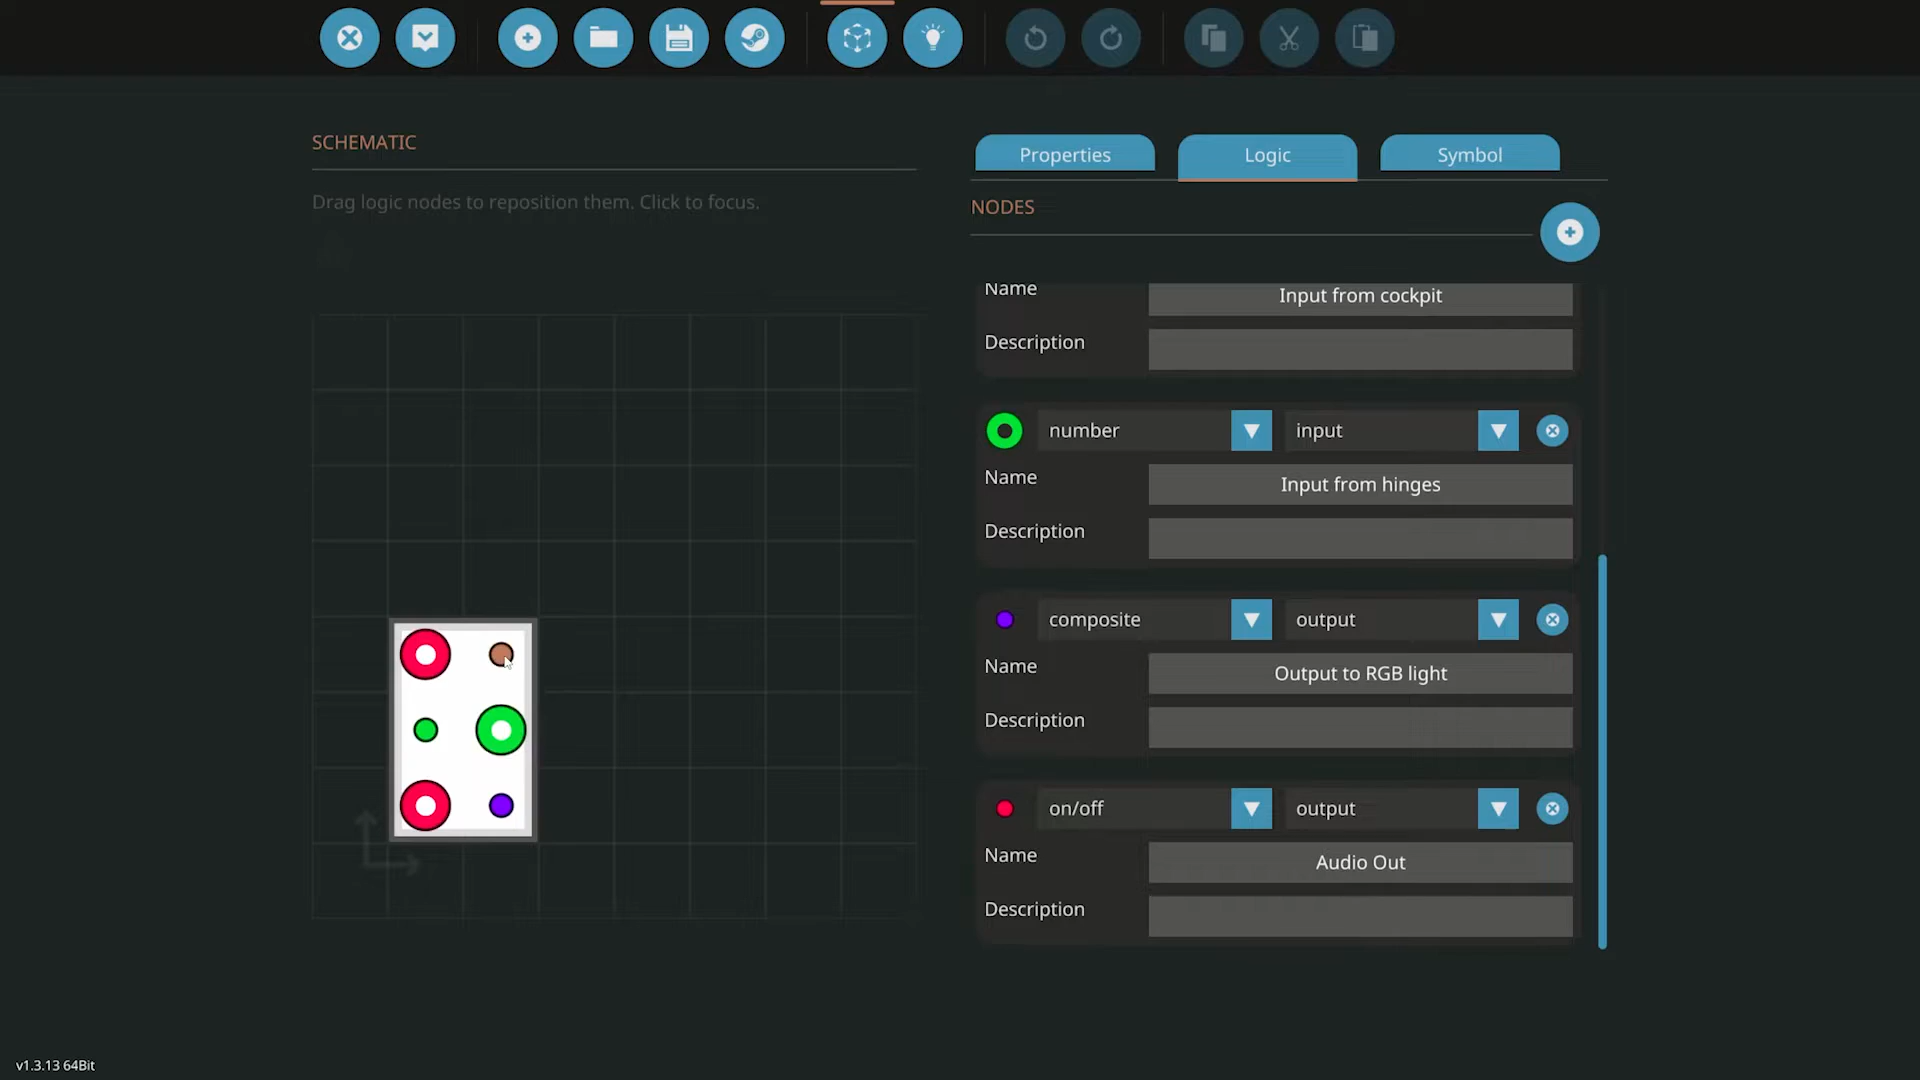 SCHEMATIC
Drag logic nodes to reposition them. Click to focus.
Properties
Logic
Symbol
NODES
Name
Input from cockpit
Description
number
input
Name
Input from hinges
Description
composite
output
Name
Output to RGB light
Description
on/off
output
Name
Audio Out
Description
v1.3.13 64Bit